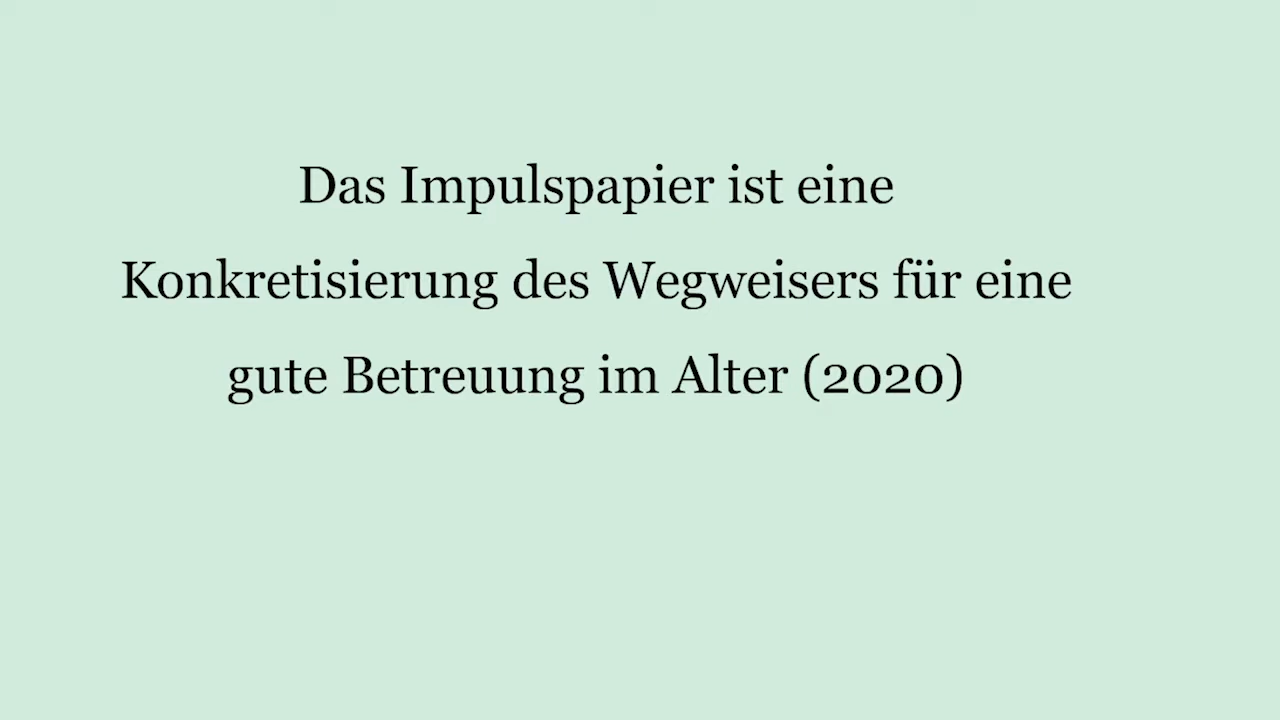 Das Impulspapier ist eine
Konkretisierung des Wegweisers für eine
gute Betreuung im Alter (2020)